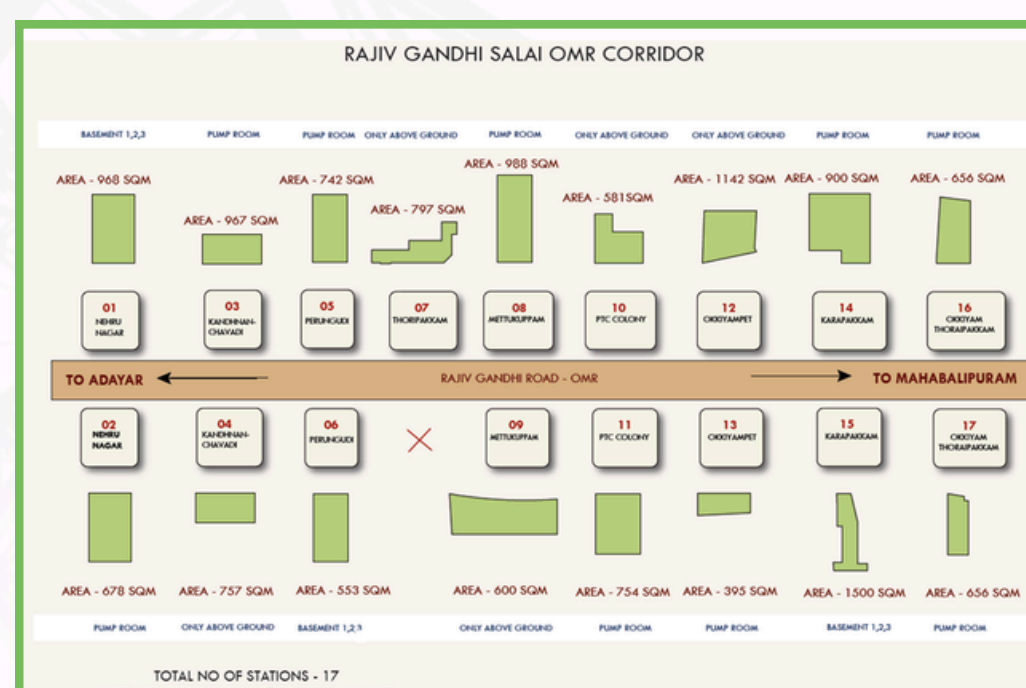 RAJIV GANDHI SALAI OMR CORRIDOR
BASEMENT 1,2,3 PUMP ROOM PUMP ROOM ONLY ABOVE GROUND PUMP ROOM ONLY ABOVE GROUND ONLY ABOVE GROUND PUMP ROOM PUMP ROOM
AREA - 968 SQM
AREA - 967 SQM
AREA - 742 SQM
AREA - 797 SQM
AREA - 988 SQM
AREA - 581SQM
AREA - 1142 SQM
AREA - 900 SQM
AREA - 656 SQM
01
NEHRU
NAGAR
03
KANDHNAN-
CHAVADI
05
PERUNGUDI
07
THORIPAKKAM
08
METTUKUPPAM
10
PTC COLONY
12
OKKIYAMPET
14
KARAPAKKAM
16
OKKIYAM
THORAIPAKKAM
TO ADAYAR RAJIV GANDHI ROAD - OMR TO MAHABALIPURAM
02
NEHRU
NAGAR
04
KANDHNAN-
CHAVADI
06
PERUNGUDI
09
METTUKUPPAM
11
PTC COLONY
13
OKKIYAMPET
15
KARAPAKKAM
17
OKKIYAM
THORAIPAKKAM
AREA - 678 SQM
AREA - 757 SQM
AREA - 553 SQM
AREA - 600 SQM
AREA - 754 SQM
AREA - 395 SQM
AREA - 1500 SQM
AREA - 656 SQM
PUMP ROOM ONLY ABOVE GROUND BASEMENT 1,2,3 ONLY ABOVE GROUND PUMP ROOM PUMP ROOM BASEMENT 1,2,3 PUMP ROOM
TOTAL NO OF STATIONS - 17